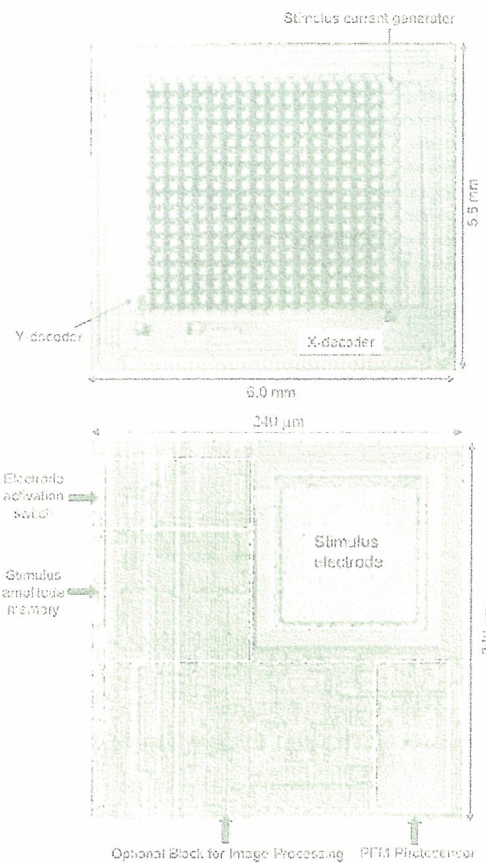 Stimulus current generator
5.5 mm
Y-decoder
X-decoder
6.0 mm
240 μm
Electrode
activation
switch
Stimulus
electrode
Stimulus
amplitude
memory
Optional Block for Image Processing
PFM Photosensor